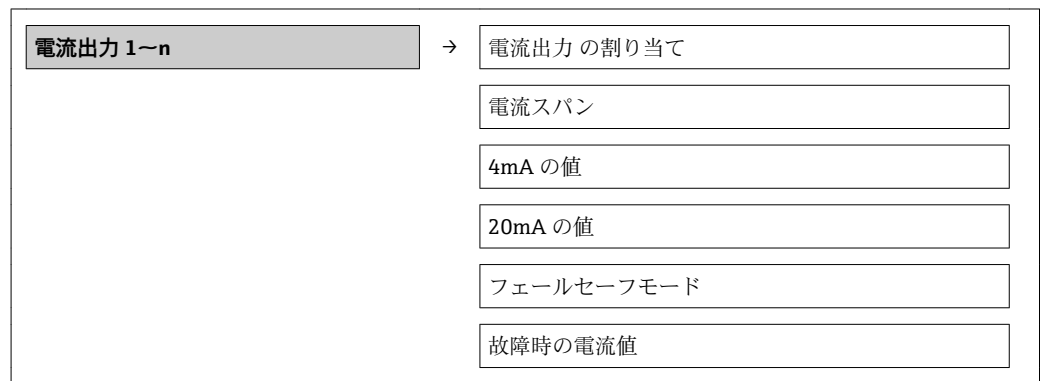 電流出力 1～n → 電流出力 の割り当て
電流スパン
4mA の値
20mA の値
フェールセーフモード
故障時の電流値